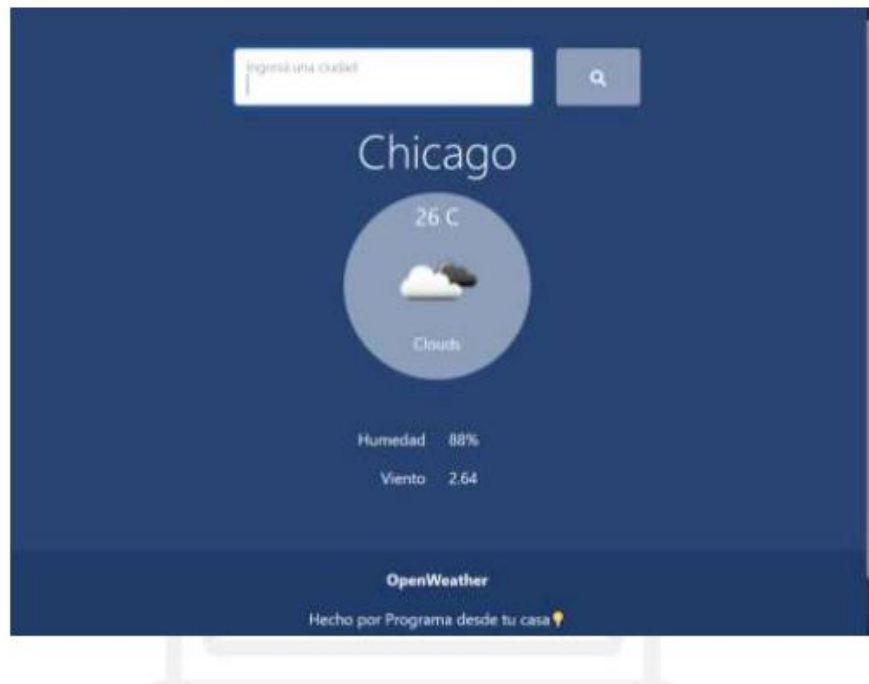 Ingresá una ciudad
Chicago
26 C
Clouds
Humedad 88%
Viento 2.64
OpenWeather
Hecho por Programa desde tu casa💡